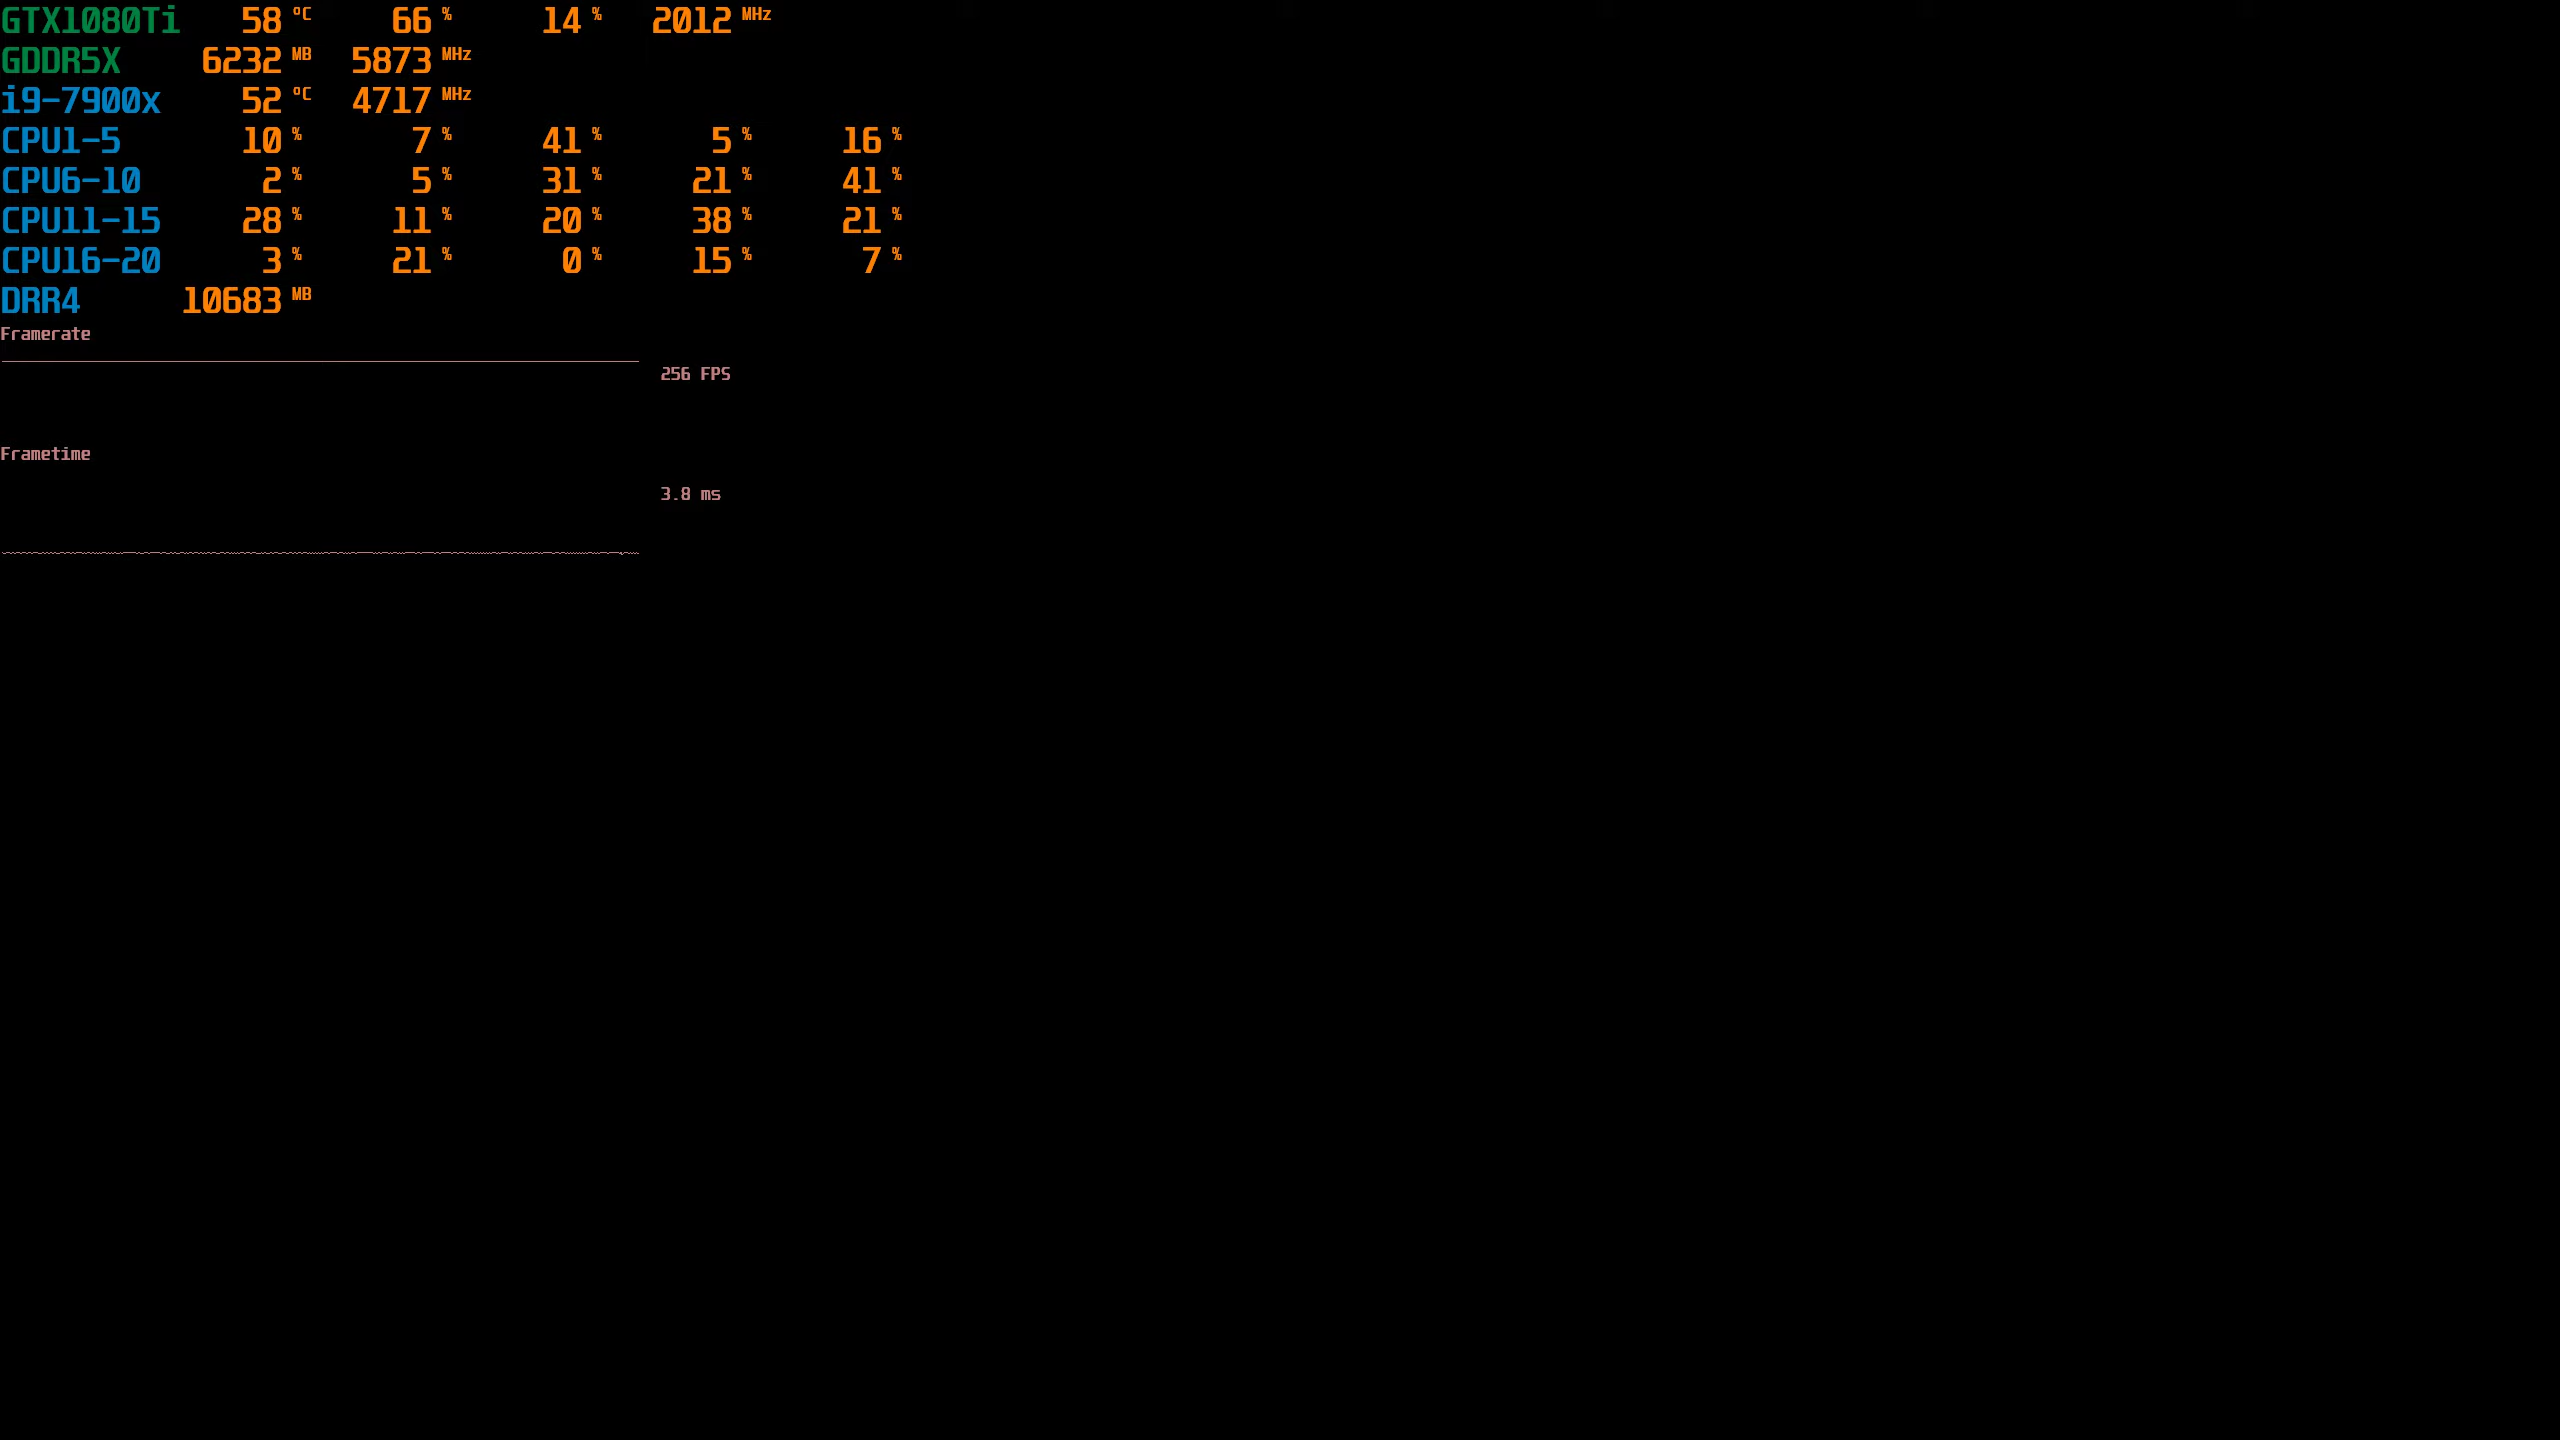 GTX1080Ti 58 °C 66 % 14 % 2012 MHz
GDDR5X 6232 MB 5873 MHz
i9-7900x 52 °C 4717 MHz
CPU1-5 10 % 7 % 41 % 5 % 16 %
CPU6-10 2 % 5 % 31 % 21 % 41 %
CPU11-15 28 % 11 % 20 % 38 % 21 %
CPU16-20 3 % 21 % 0 % 15 % 7 %
DRR4 10683 MB
Framerate
256 FPS
Frametime
3.8 ms